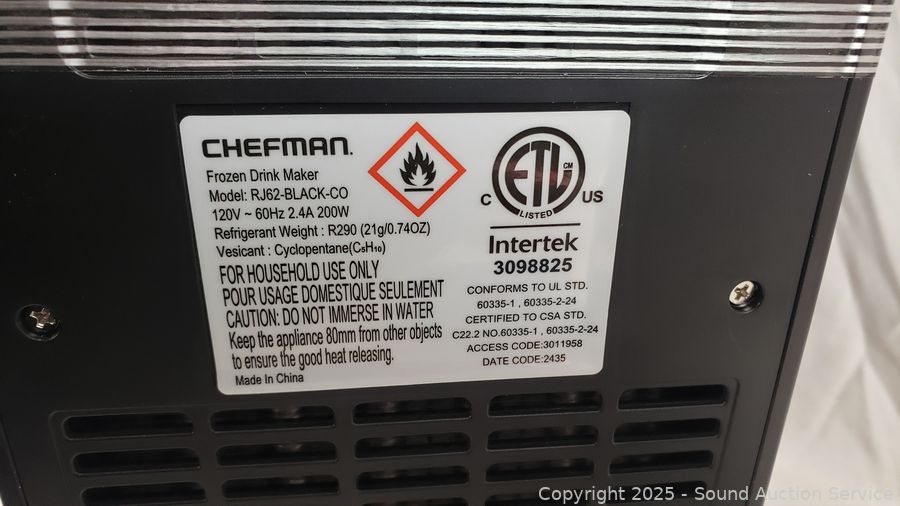 CHEFMAN.
Frozen Drink Maker
Model: RJ62-BLACK-CO
120V ~ 60Hz 2.4A 200W
Refrigerant Weight : R290 (21g/0.74OZ)
Vesicant : Cyclopentane(C₅H₁₀)
FOR HOUSEHOLD USE ONLY
POUR USAGE DOMESTIQUE SEULEMENT
CAUTION: DO NOT IMMERSE IN WATER
Keep the appliance 80mm from other objects
to ensure the good heat releasing.
Made In China
ETL CM
C US
LISTED
Intertek
3098825
CONFORMS TO UL STD.
60335-1 , 60335-2-24
CERTIFIED TO CSA STD.
C22.2 NO.60335-1 , 60335-2-24
ACCESS CODE:3011958
DATE CODE:2435
Copyright 2025 - Sound Auction Service